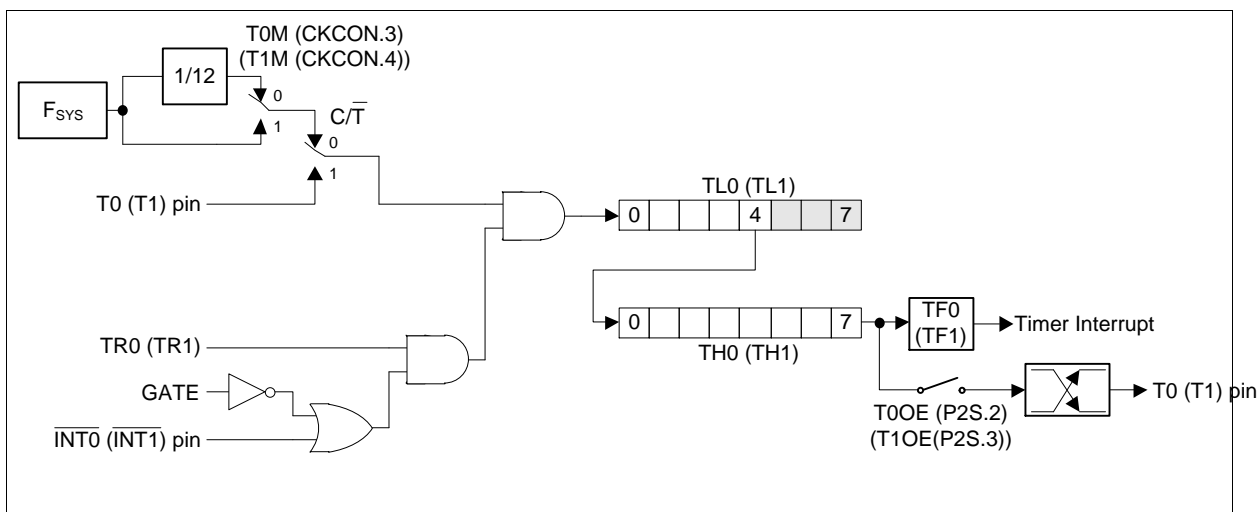 T0M (CKCON.3)
(T1M (CKCON.4))
1/12
FSYS
0
1
C/T̅
0
1
T0 (T1) pin
TL0 (TL1)
0 4 7
0 7
TH0 (TH1)
TF0
(TF1)
Timer Interrupt
TR0 (TR1)
GATE
I̅N̅T̅0̅ (I̅N̅T̅1̅) pin
T0OE (P2S.2)
(T1OE(P2S.3))
T0 (T1) pin